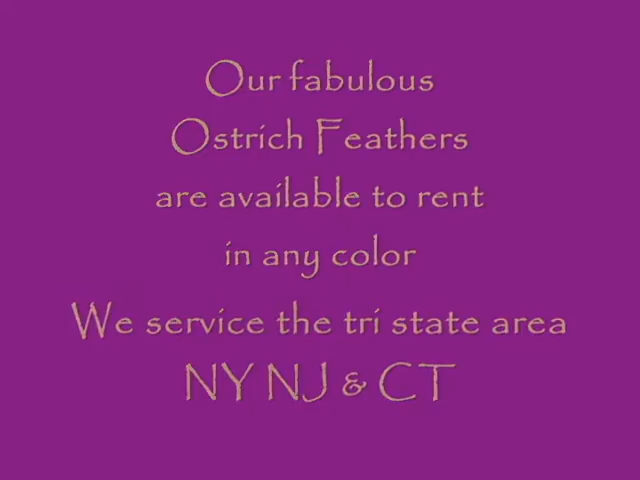 Our fabulous
Ostrich Feathers
are available to rent
in any color
We service the tri state area
NY NJ & CT